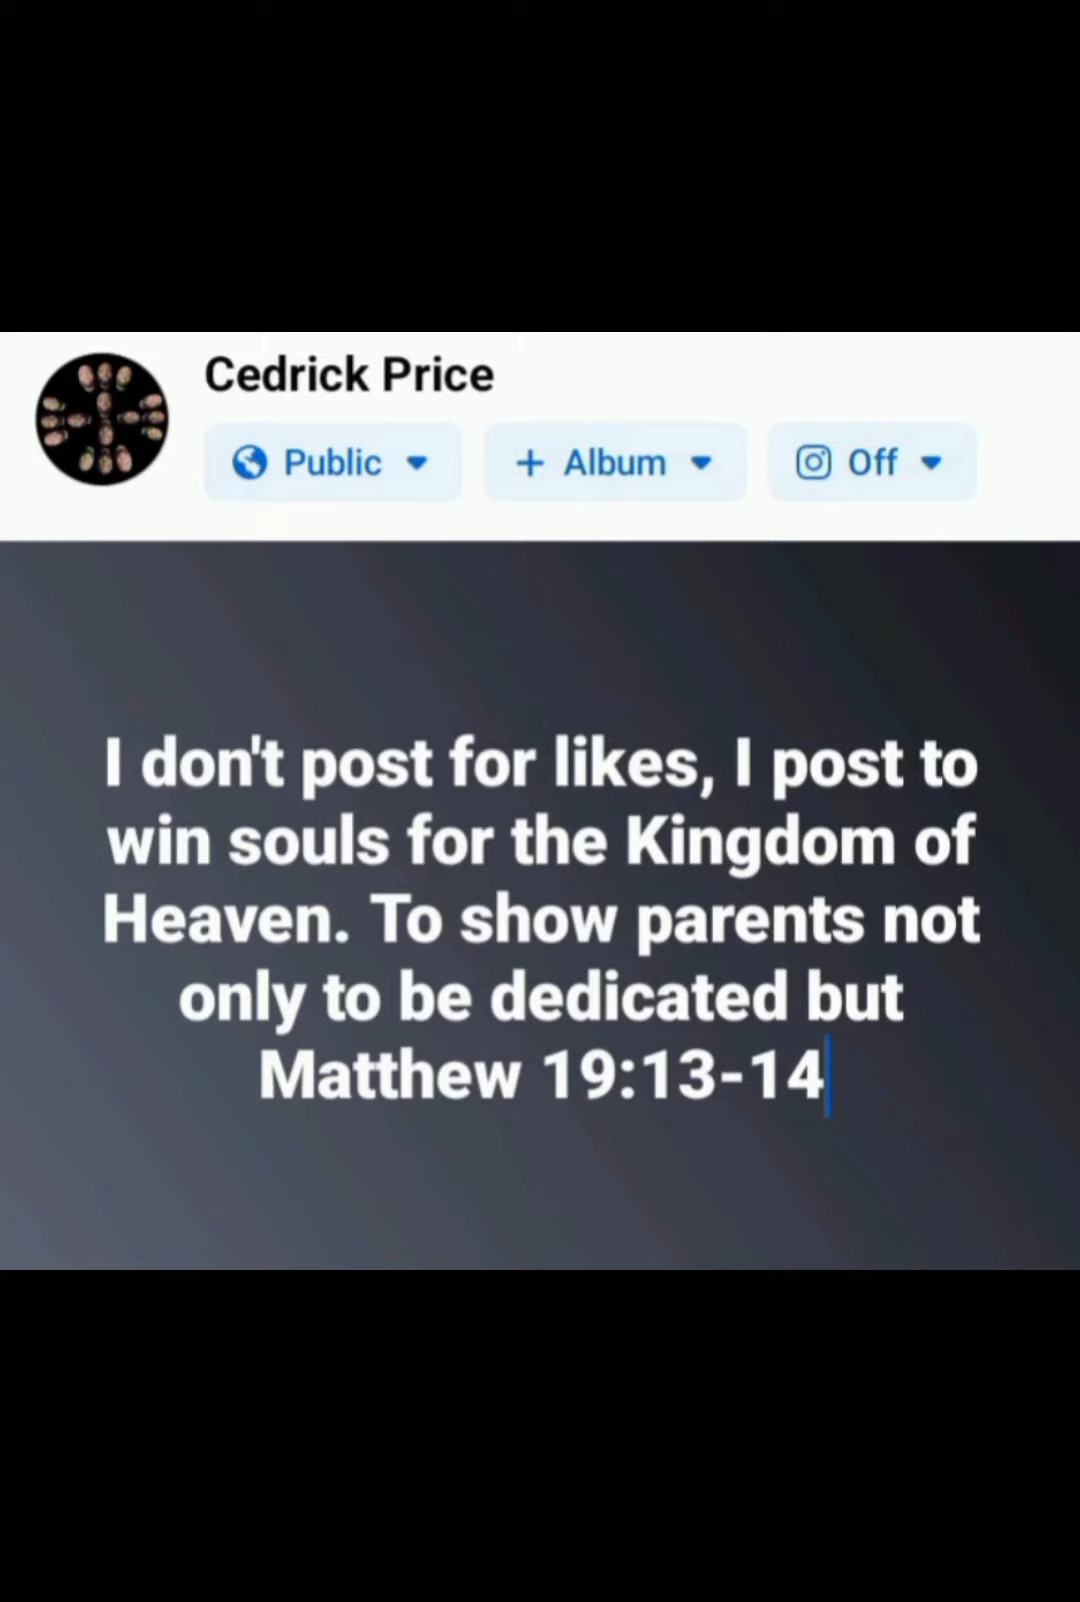 Cedrick Price
Public
+ Album
Off
I don't post for likes, I post to
win souls for the Kingdom of
Heaven. To show parents not
only to be dedicated but
Matthew 19:13-14